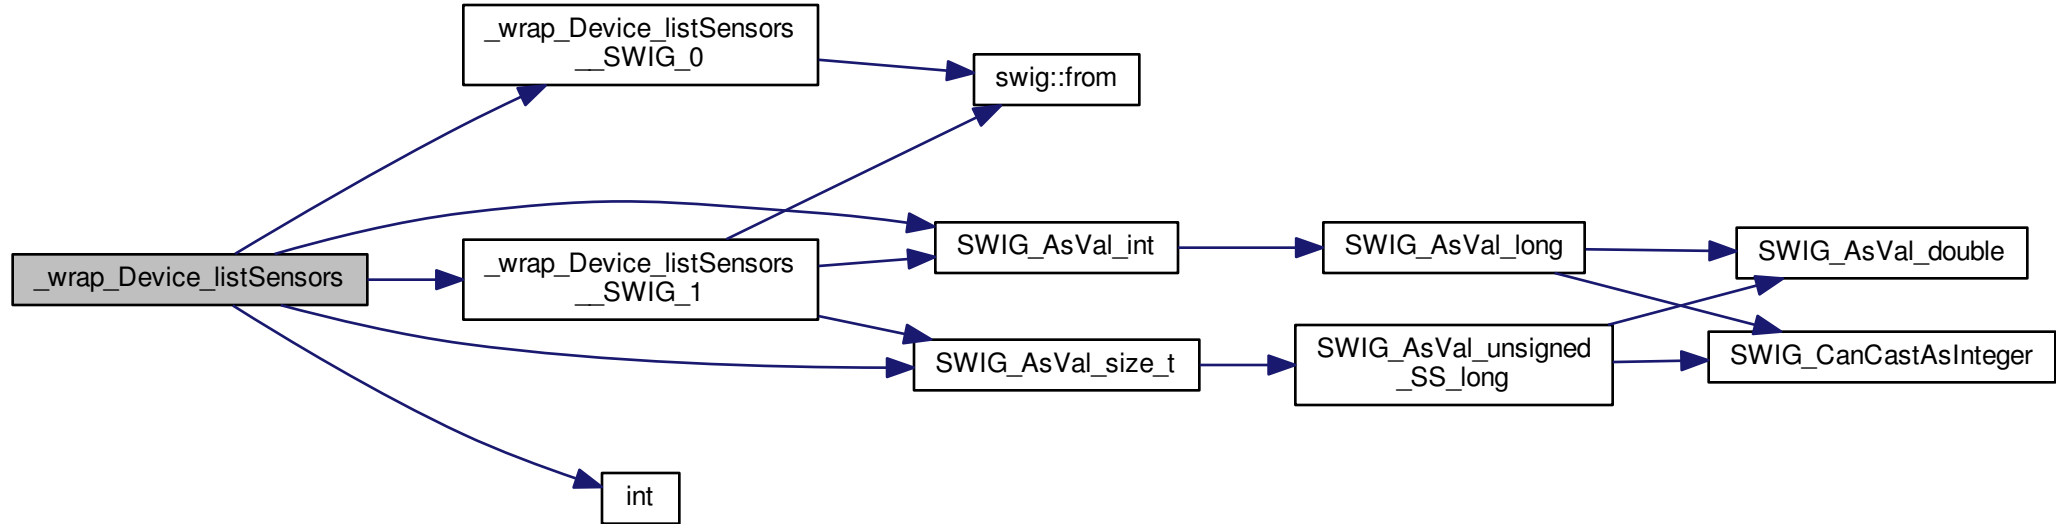 _wrap_Device_listSensors
__SWIG_0
swig::from
SWIG_AsVal_int
SWIG_AsVal_long
SWIG_AsVal_double
_wrap_Device_listSensors
_wrap_Device_listSensors
__SWIG_1
SWIG_AsVal_size_t
SWIG_AsVal_unsigned
_SS_long
SWIG_CanCastAsInteger
int